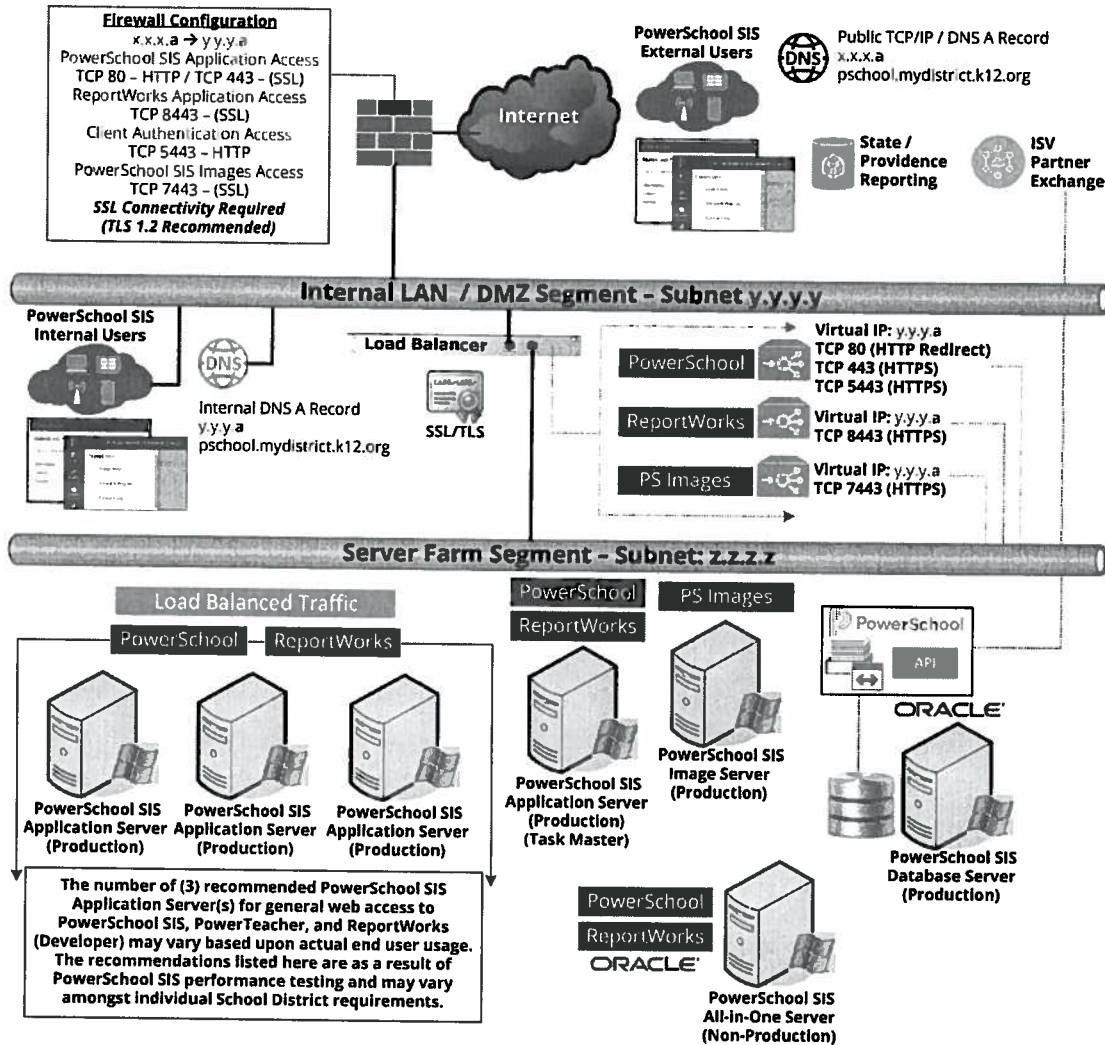 Firewall Configuration
x.x.x.a → y.y.y.a
PowerSchool SIS Application Access
TCP 80 – HTTP / TCP 443 – (SSL)
ReportWorks Application Access
TCP 8443 – (SSL)
Client Authentication Access
TCP 5443 – HTTP
PowerSchool SIS Images Access
TCP 7443 – (SSL)
SSL Connectivity Required
(TLS 1.2 Recommended)
Internet
PowerSchool SIS
External Users
DNS
Public TCP/IP / DNS A Record
x.x.x.a
pschool.mydistrict.k12.org
State /
Providence
Reporting
ISV
Partner
Exchange
Internal LAN / DMZ Segment – Subnet y.y.y.y
PowerSchool SIS
Internal Users
DNS
Internal DNS A Record
y.y.y.a
pschool.mydistrict.k12.org
Load Balancer
SSL/TLS
PowerSchool
Virtual IP: y.y.y.a
TCP 80 (HTTP Redirect)
TCP 443 (HTTPS)
TCP 5443 (HTTPS)
ReportWorks
Virtual IP: y.y.y.a
TCP 8443 (HTTPS)
PS Images
Virtual IP: y.y.y.a
TCP 7443 (HTTPS)
Server Farm Segment – Subnet: z.z.z.z
Load Balanced Traffic
PowerSchool
ReportWorks
PowerSchool SIS
Application Server
(Production)
PowerSchool SIS
Application Server
(Production)
PowerSchool SIS
Application Server
(Production)
PowerSchool
ReportWorks
PowerSchool SIS
Application Server
(Production)
(Task Master)
PS Images
PowerSchool SIS
Image Server
(Production)
PowerSchool
API
ORACLE
PowerSchool SIS
Database Server
(Production)
The number of (3) recommended PowerSchool SIS
Application Server(s) for general web access to
PowerSchool SIS, PowerTeacher, and ReportWorks
(Developer) may vary based upon actual end user usage.
The recommendations listed here are as a result of
PowerSchool SIS performance testing and may vary
amongst individual School District requirements.
PowerSchool
ReportWorks
ORACLE
PowerSchool SIS
All-in-One Server
(Non-Production)